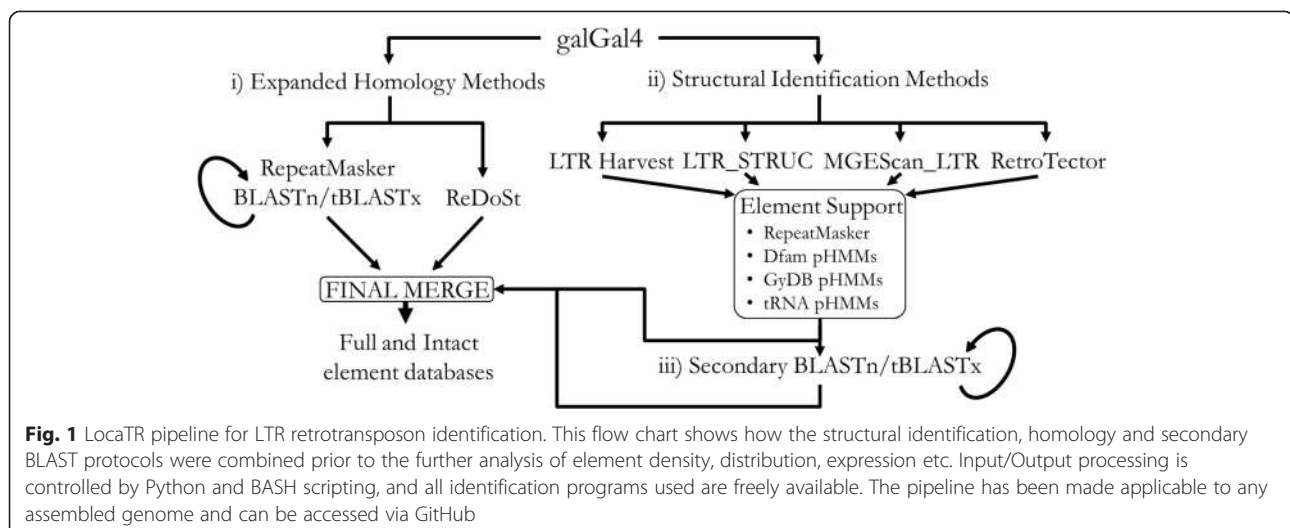 galGal4
i) Expanded Homology Methods
ii) Structural Identification Methods
RepeatMasker
BLASTn/tBLASTx
ReDoSt
LTR Harvest LTR_STRUC MGEScan_LTR RetroTector
Element Support
• RepeatMasker
• Dfam pHMMs
• GyDB pHMMs
• tRNA pHMMs
FINAL MERGE
Full and Intact
element databases
iii) Secondary BLASTn/tBLASTx
Fig. 1 LocaTR pipeline for LTR retrotransposon identification. This flow chart shows how the structural identification, homology and secondary
BLAST protocols were combined prior to the further analysis of element density, distribution, expression etc. Input/Output processing is
controlled by Python and BASH scripting, and all identification programs used are freely available. The pipeline has been made applicable to any
assembled genome and can be accessed via GitHub